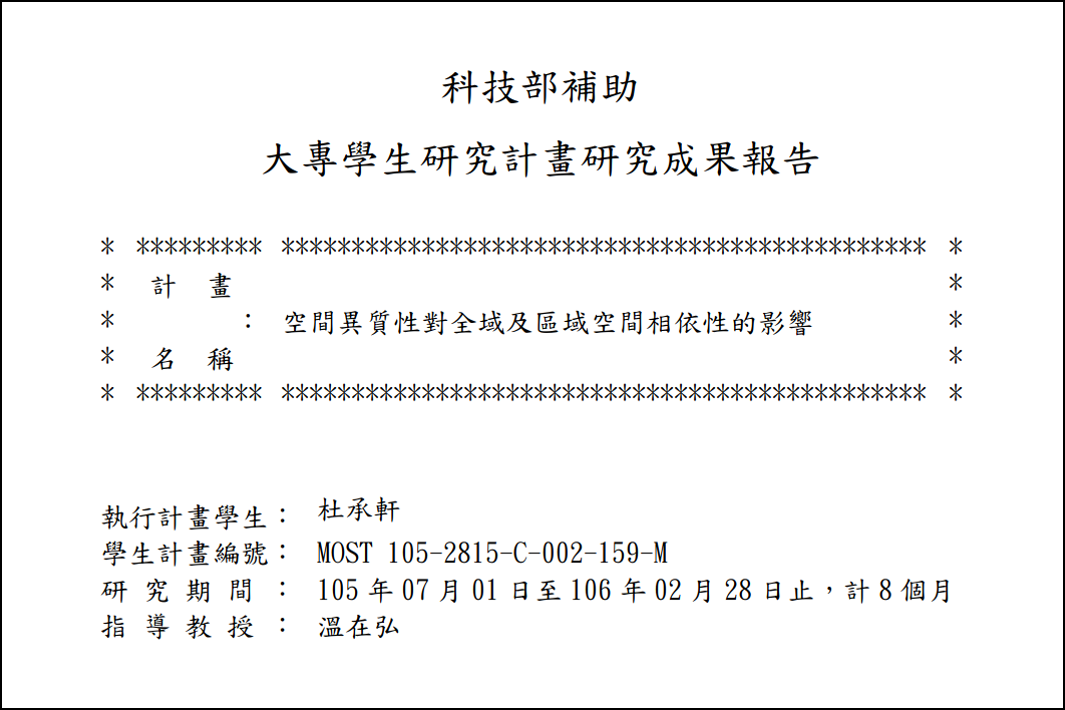 科技部補助
大專學生研究計畫研究成果報告
* ********* ********************************************** *
* 計 畫 *
* : 空間異質性對全域及區域空間相依性的影響 *
* 名 稱 *
* ********* ********************************************** *
執行計畫學生: 杜承軒
學生計畫編號: MOST 105-2815-C-002-159-M
研 究 期 間 : 105 年 07 月 01 日至 106 年 02 月 28 日止,計 8 個月
指 導 教 授 : 溫在弘